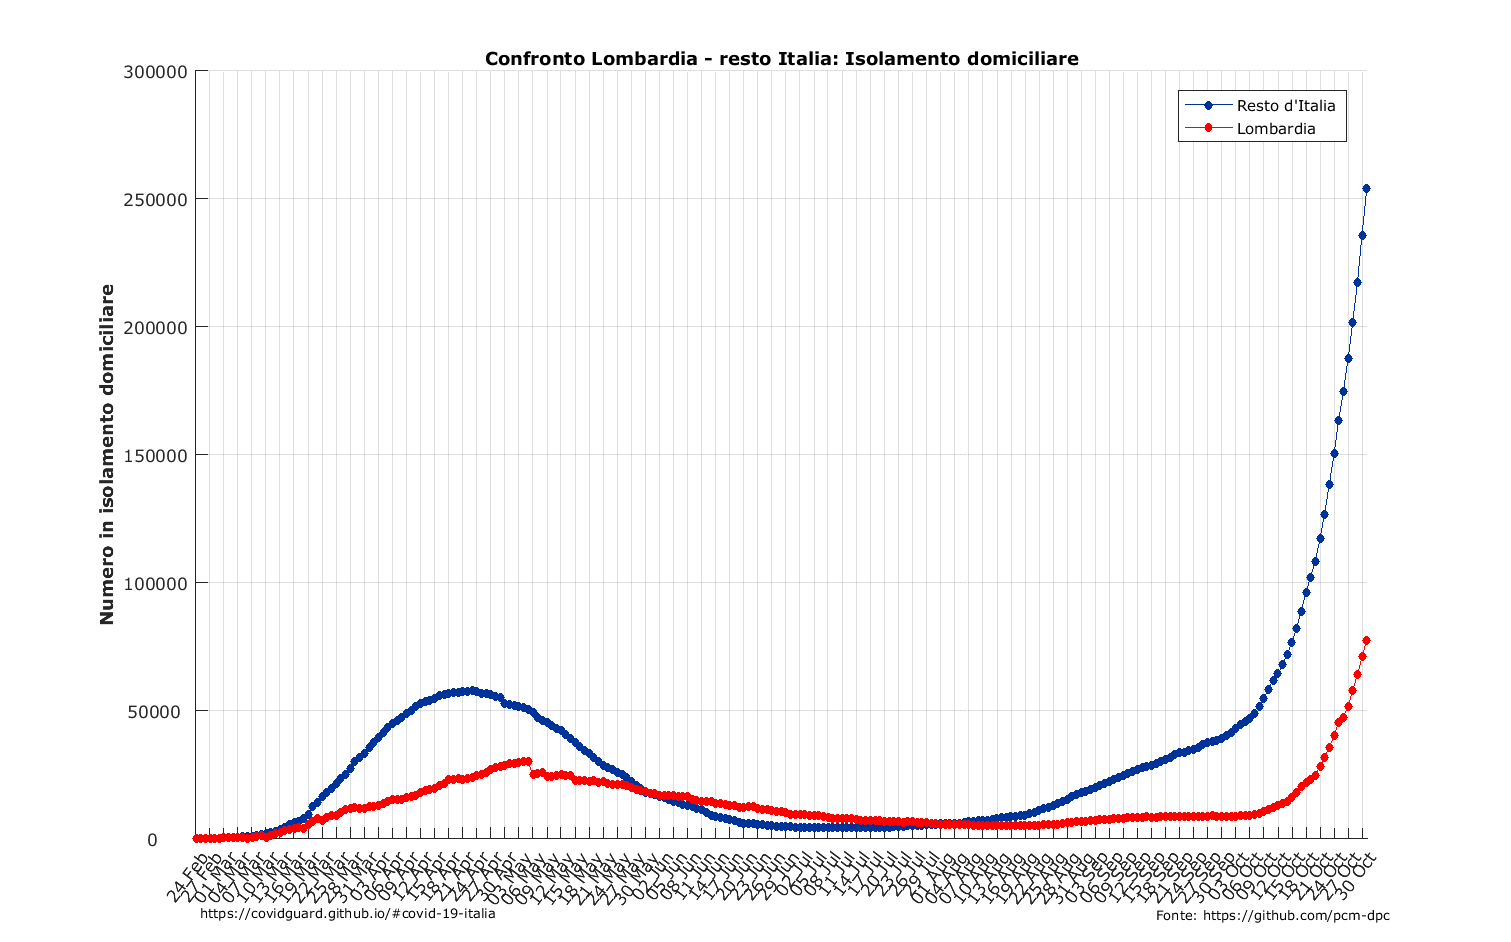 Confronto Lombardia - resto Italia: Isolamento domiciliare
Resto d'Italia
Lombardia
Numero in isolamento domiciliare
300000
250000
200000
150000
100000
50000
0
24 Feb
27 Feb
01 Mar
04 Mar
07 Mar
10 Mar
13 Mar
16 Mar
19 Mar
22 Mar
25 Mar
28 Mar
31 Mar
03 Apr
06 Apr
09 Apr
12 Apr
15 Apr
18 Apr
21 Apr
24 Apr
27 Apr
30 Apr
03 May
06 May
09 May
12 May
15 May
18 May
21 May
24 May
27 May
30 May
02 Jun
05 Jun
08 Jun
11 Jun
14 Jun
17 Jun
20 Jun
23 Jun
26 Jun
29 Jun
02 Jul
05 Jul
08 Jul
11 Jul
14 Jul
17 Jul
20 Jul
23 Jul
26 Jul
29 Jul
01 Aug
04 Aug
07 Aug
10 Aug
13 Aug
16 Aug
19 Aug
22 Aug
25 Aug
28 Aug
31 Aug
03 Sep
06 Sep
09 Sep
12 Sep
15 Sep
18 Sep
21 Sep
24 Sep
27 Sep
30 Sep
03 Oct
06 Oct
09 Oct
12 Oct
15 Oct
18 Oct
21 Oct
24 Oct
27 Oct
30 Oct
https://covidguard.github.io/#covid-19-italia
Fonte: https://github.com/pcm-dpc